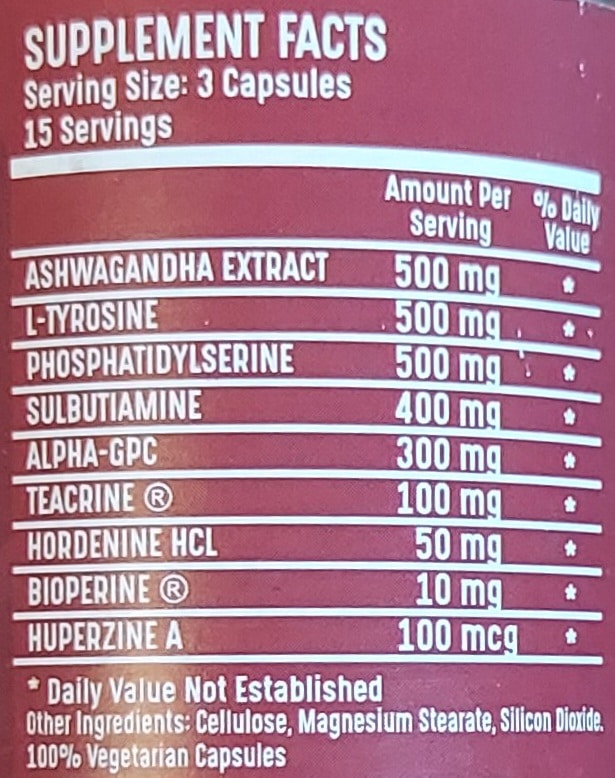 SUPPLEMENT FACTS
Serving Size: 3 Capsules
15 Servings
Amount Per Serving % Daily Value
ASHWAGANDHA EXTRACT 500 mg *
L-TYROSINE 500 mg *
PHOSPHATIDYLSERINE 500 mg *
SULBUTIAMINE 400 mg *
ALPHA-GPC 300 mg *
TEACRINE ® 100 mg *
HORDENINE HCL 50 mg *
BIOPERINE ® 10 mg *
HUPERZINE A 100 mcg *
* Daily Value Not Established
Other Ingredients: Cellulose, Magnesium Stearate, Silicon Dioxide.
100% Vegetarian Capsules